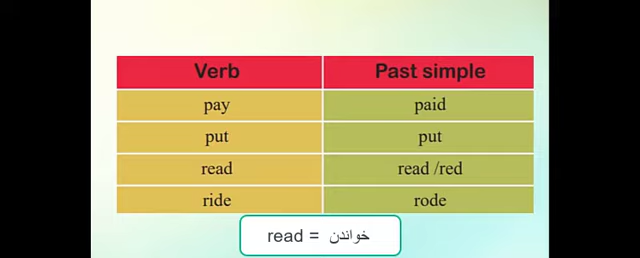 Verb Past simple
pay paid
put put
read read /red
ride rode
read = خواندن